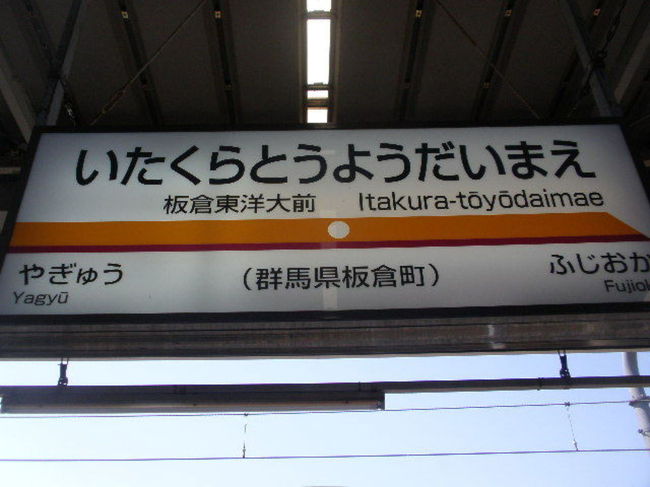 いたくらとうようだいまえ
板倉東洋大前 Itakura-tōyōdaimae
やぎゅう (群馬県板倉町) ふじおか
Yagyū Fujiok